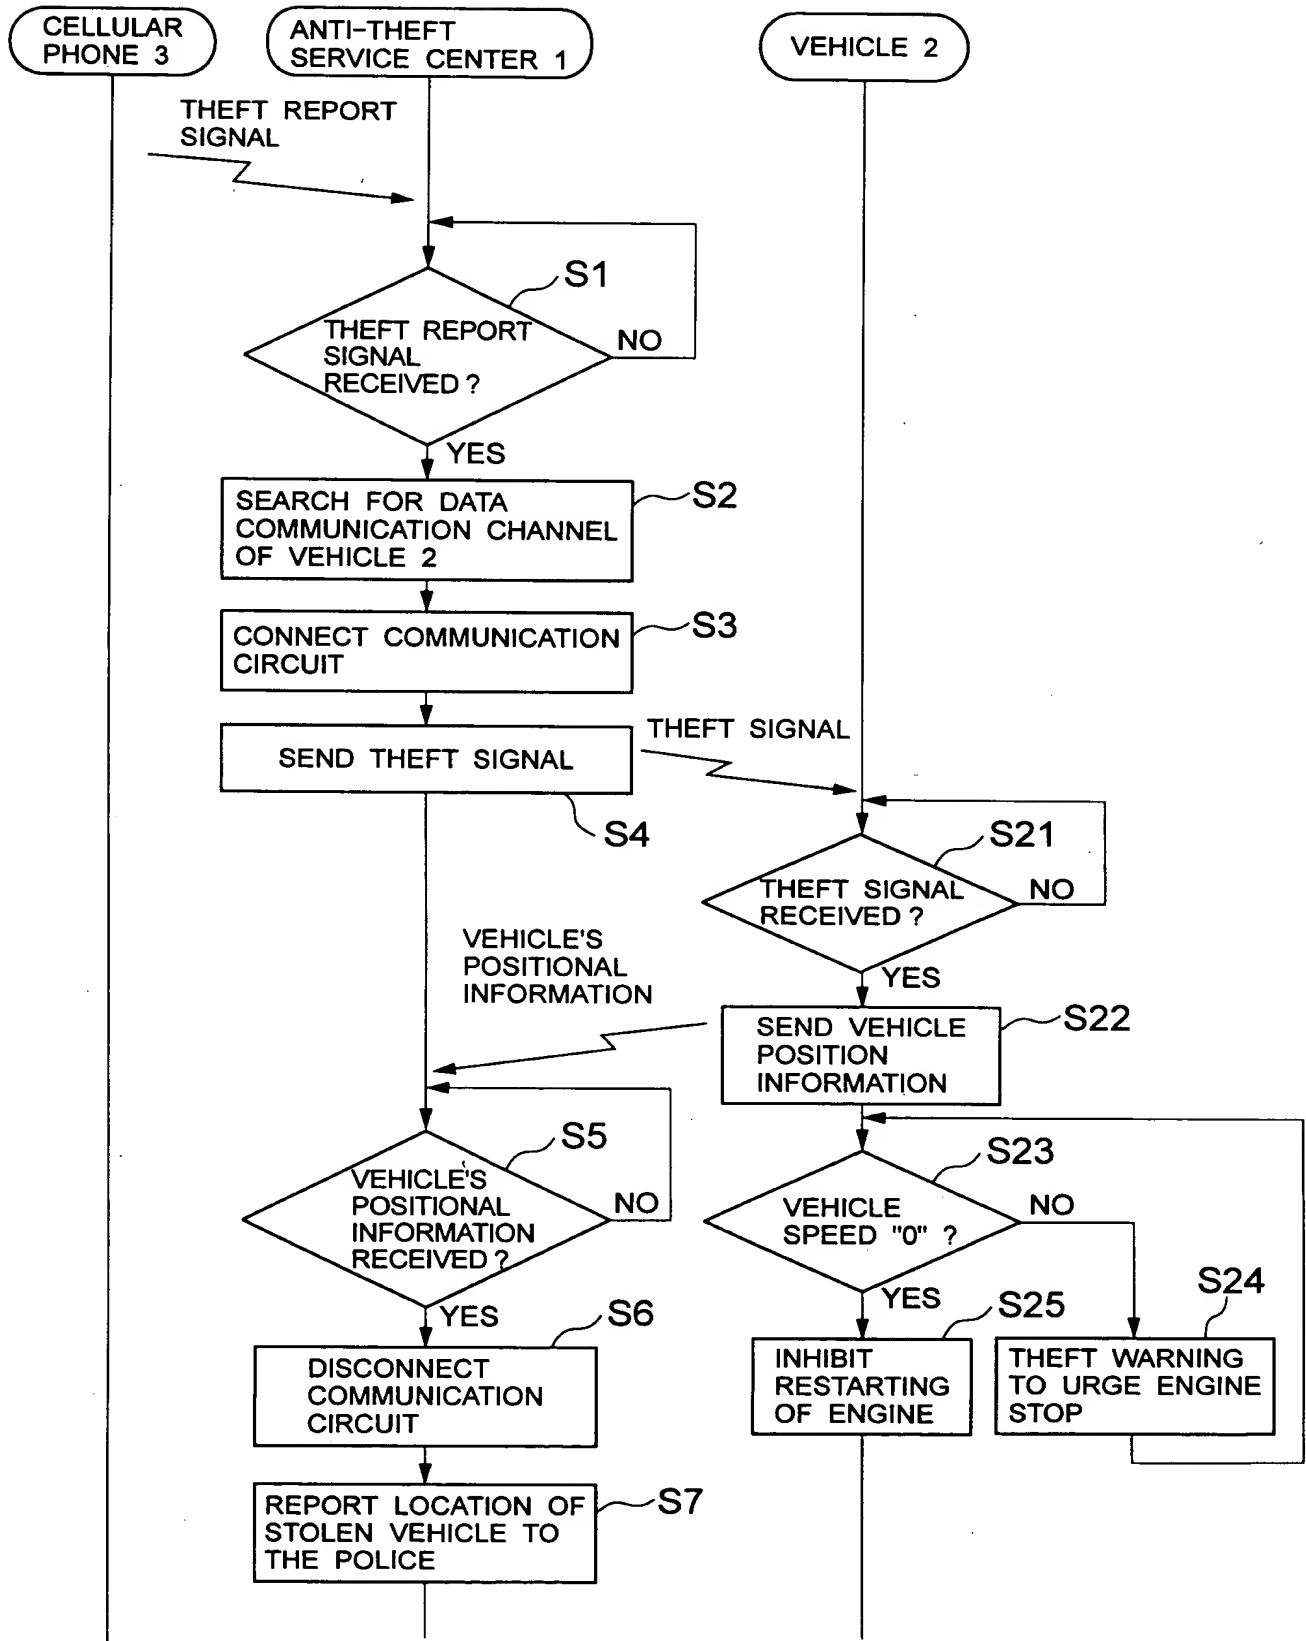 CELLULAR
PHONE 3
ANTI-THEFT
SERVICE CENTER 1
VEHICLE 2
THEFT REPORT
SIGNAL
S1
THEFT REPORT
SIGNAL
RECEIVED ?
NO
YES
SEARCH FOR DATA
COMMUNICATION CHANNEL
OF VEHICLE 2
S2
CONNECT COMMUNICATION
CIRCUIT
S3
SEND THEFT SIGNAL
S4
THEFT SIGNAL
S21
THEFT SIGNAL
RECEIVED ?
NO
YES
VEHICLE'S
POSITIONAL
INFORMATION
SEND VEHICLE
POSITION
INFORMATION
S22
S5
VEHICLE'S
POSITIONAL
INFORMATION
RECEIVED ?
NO
YES
S23
VEHICLE
SPEED "0" ?
NO
YES
S6
DISCONNECT
COMMUNICATION
CIRCUIT
S25
INHIBIT
RESTARTING
OF ENGINE
S24
THEFT WARNING
TO URGE ENGINE
STOP
S7
REPORT LOCATION OF
STOLEN VEHICLE TO
THE POLICE